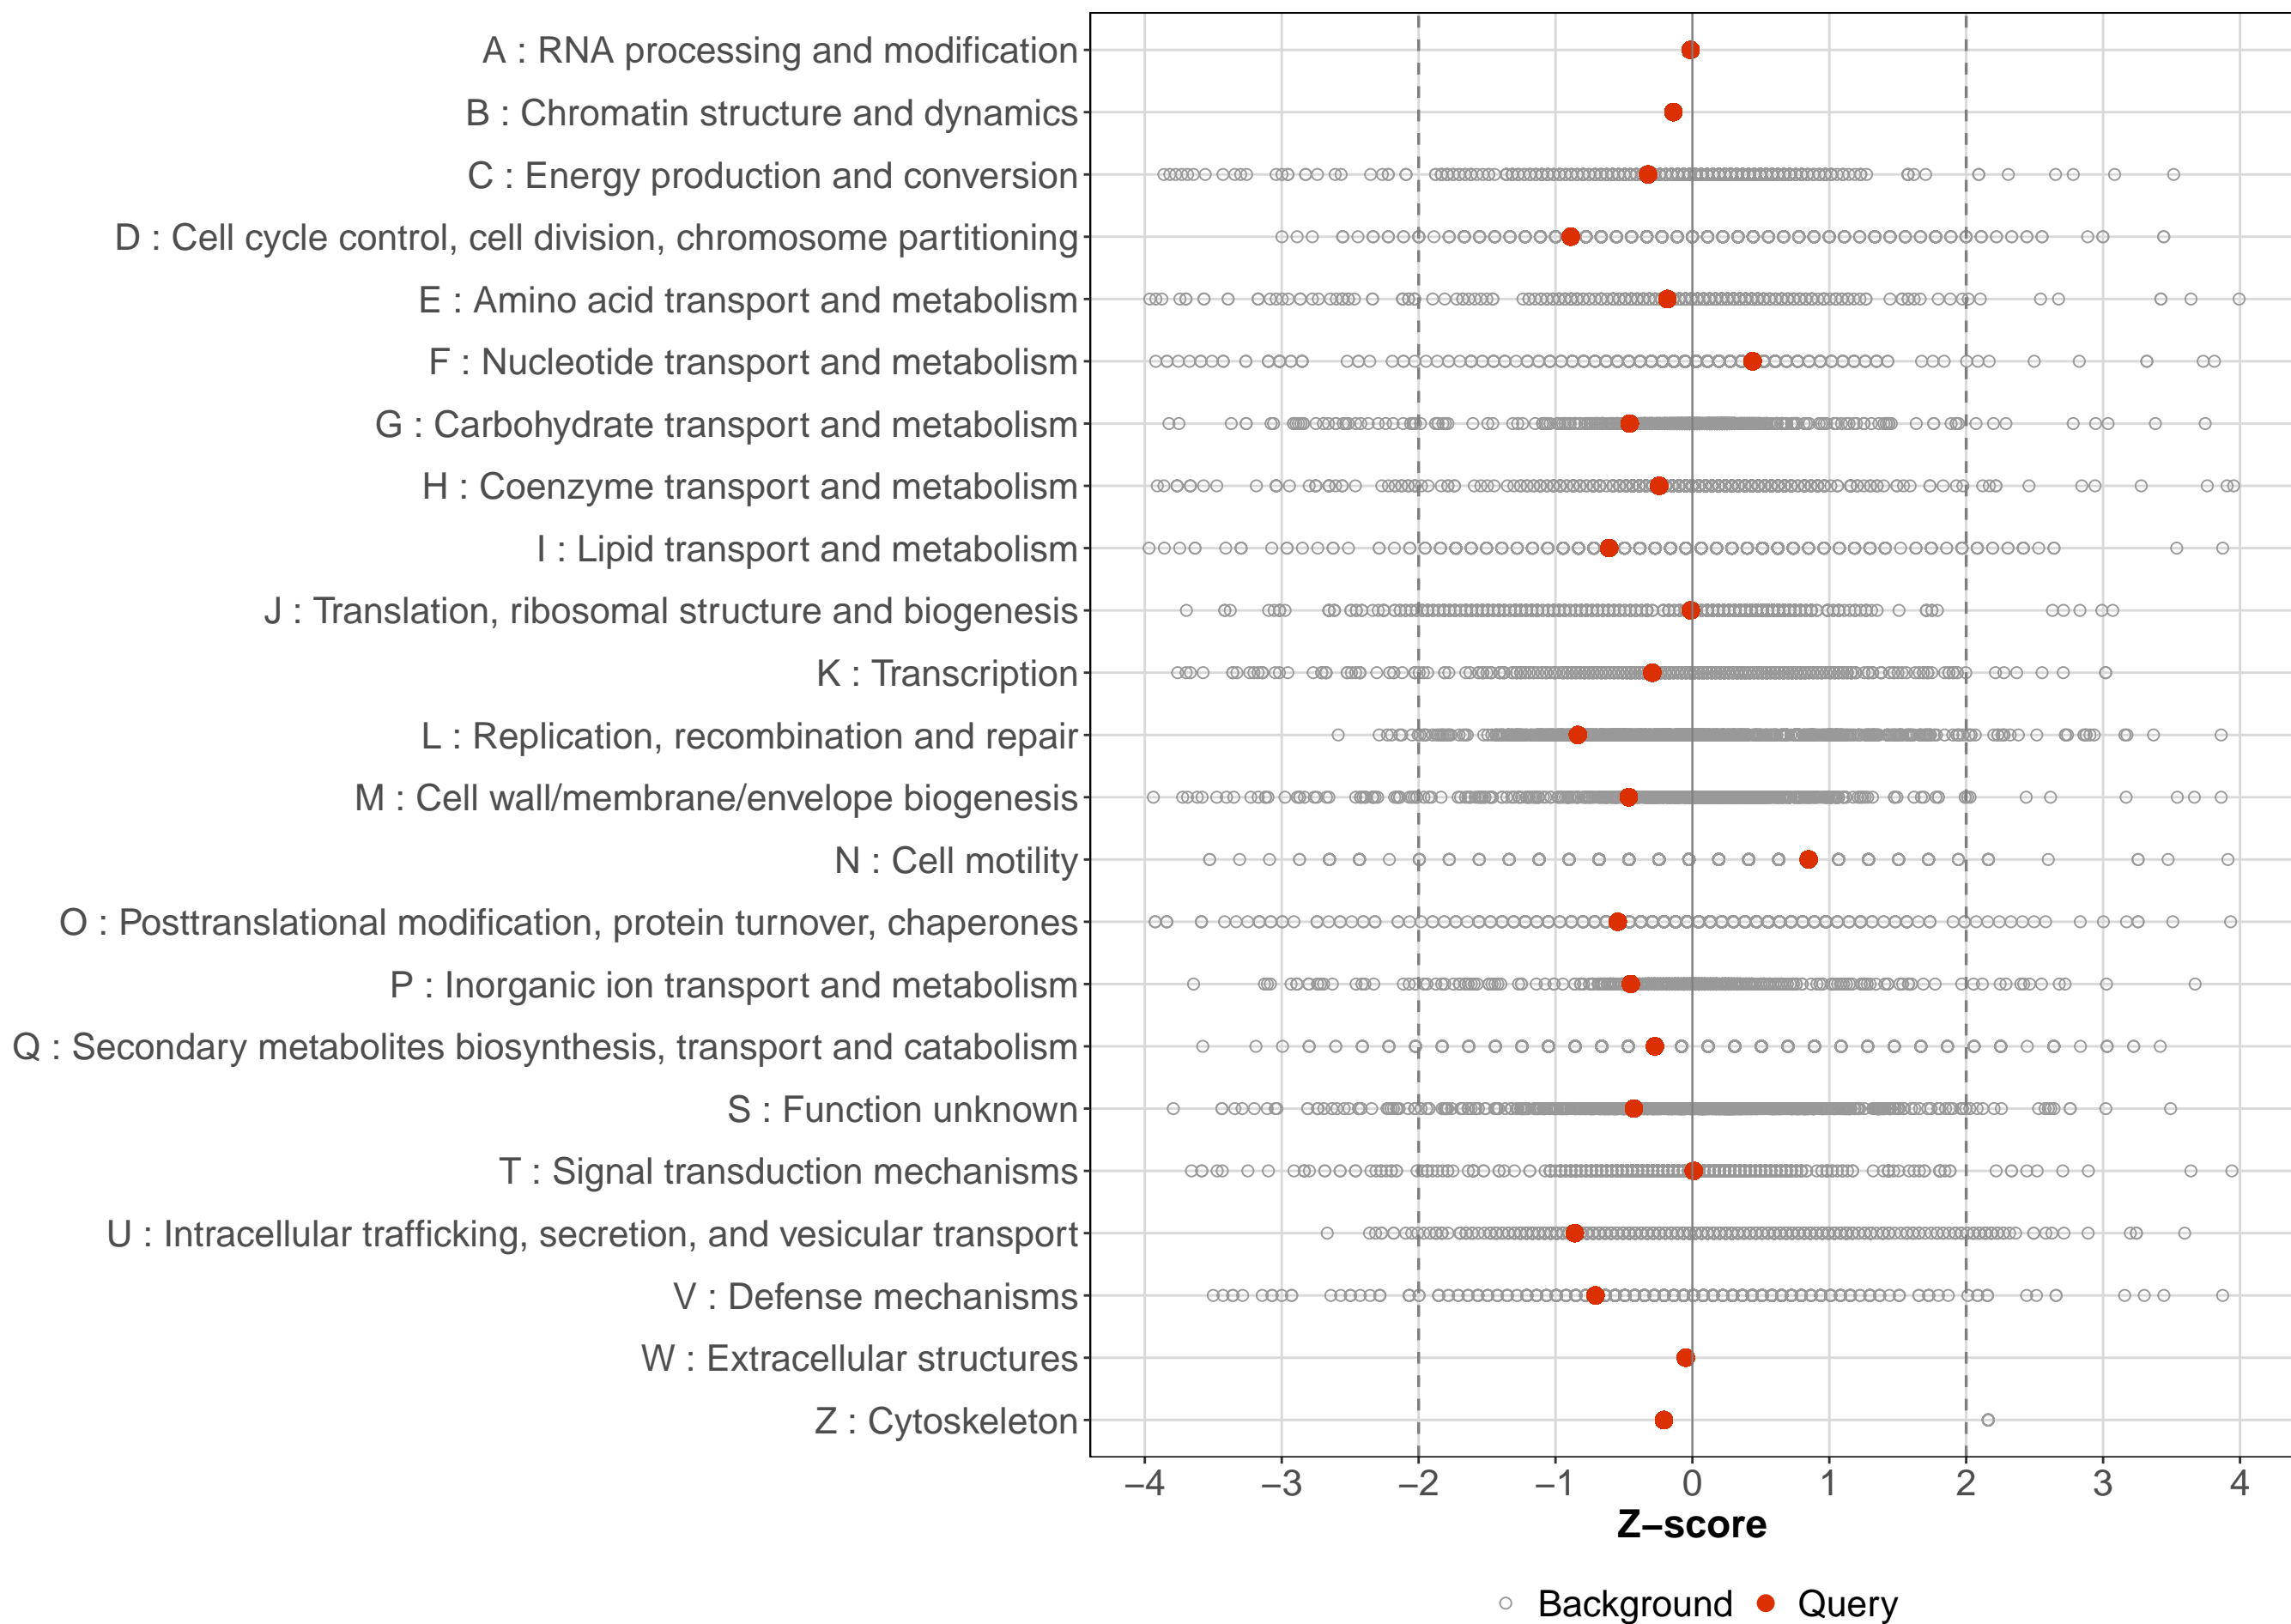 A : RNA processing and modification
B : Chromatin structure and dynamics
C : Energy production and conversion
D : Cell cycle control, cell division, chromosome partitioning
E : Amino acid transport and metabolism
F : Nucleotide transport and metabolism
G : Carbohydrate transport and metabolism
H : Coenzyme transport and metabolism
I : Lipid transport and metabolism
J : Translation, ribosomal structure and biogenesis
K : Transcription
L : Replication, recombination and repair
M : Cell wall/membrane/envelope biogenesis
N : Cell motility
O : Posttranslational modification, protein turnover, chaperones
P : Inorganic ion transport and metabolism
Q : Secondary metabolites biosynthesis, transport and catabolism
S : Function unknown
T : Signal transduction mechanisms
U : Intracellular trafficking, secretion, and vesicular transport
V : Defense mechanisms
W : Extracellular structures
Z : Cytoskeleton
−4 −3 −2 −1 0 1 2 3 4
Z−score
Background Query